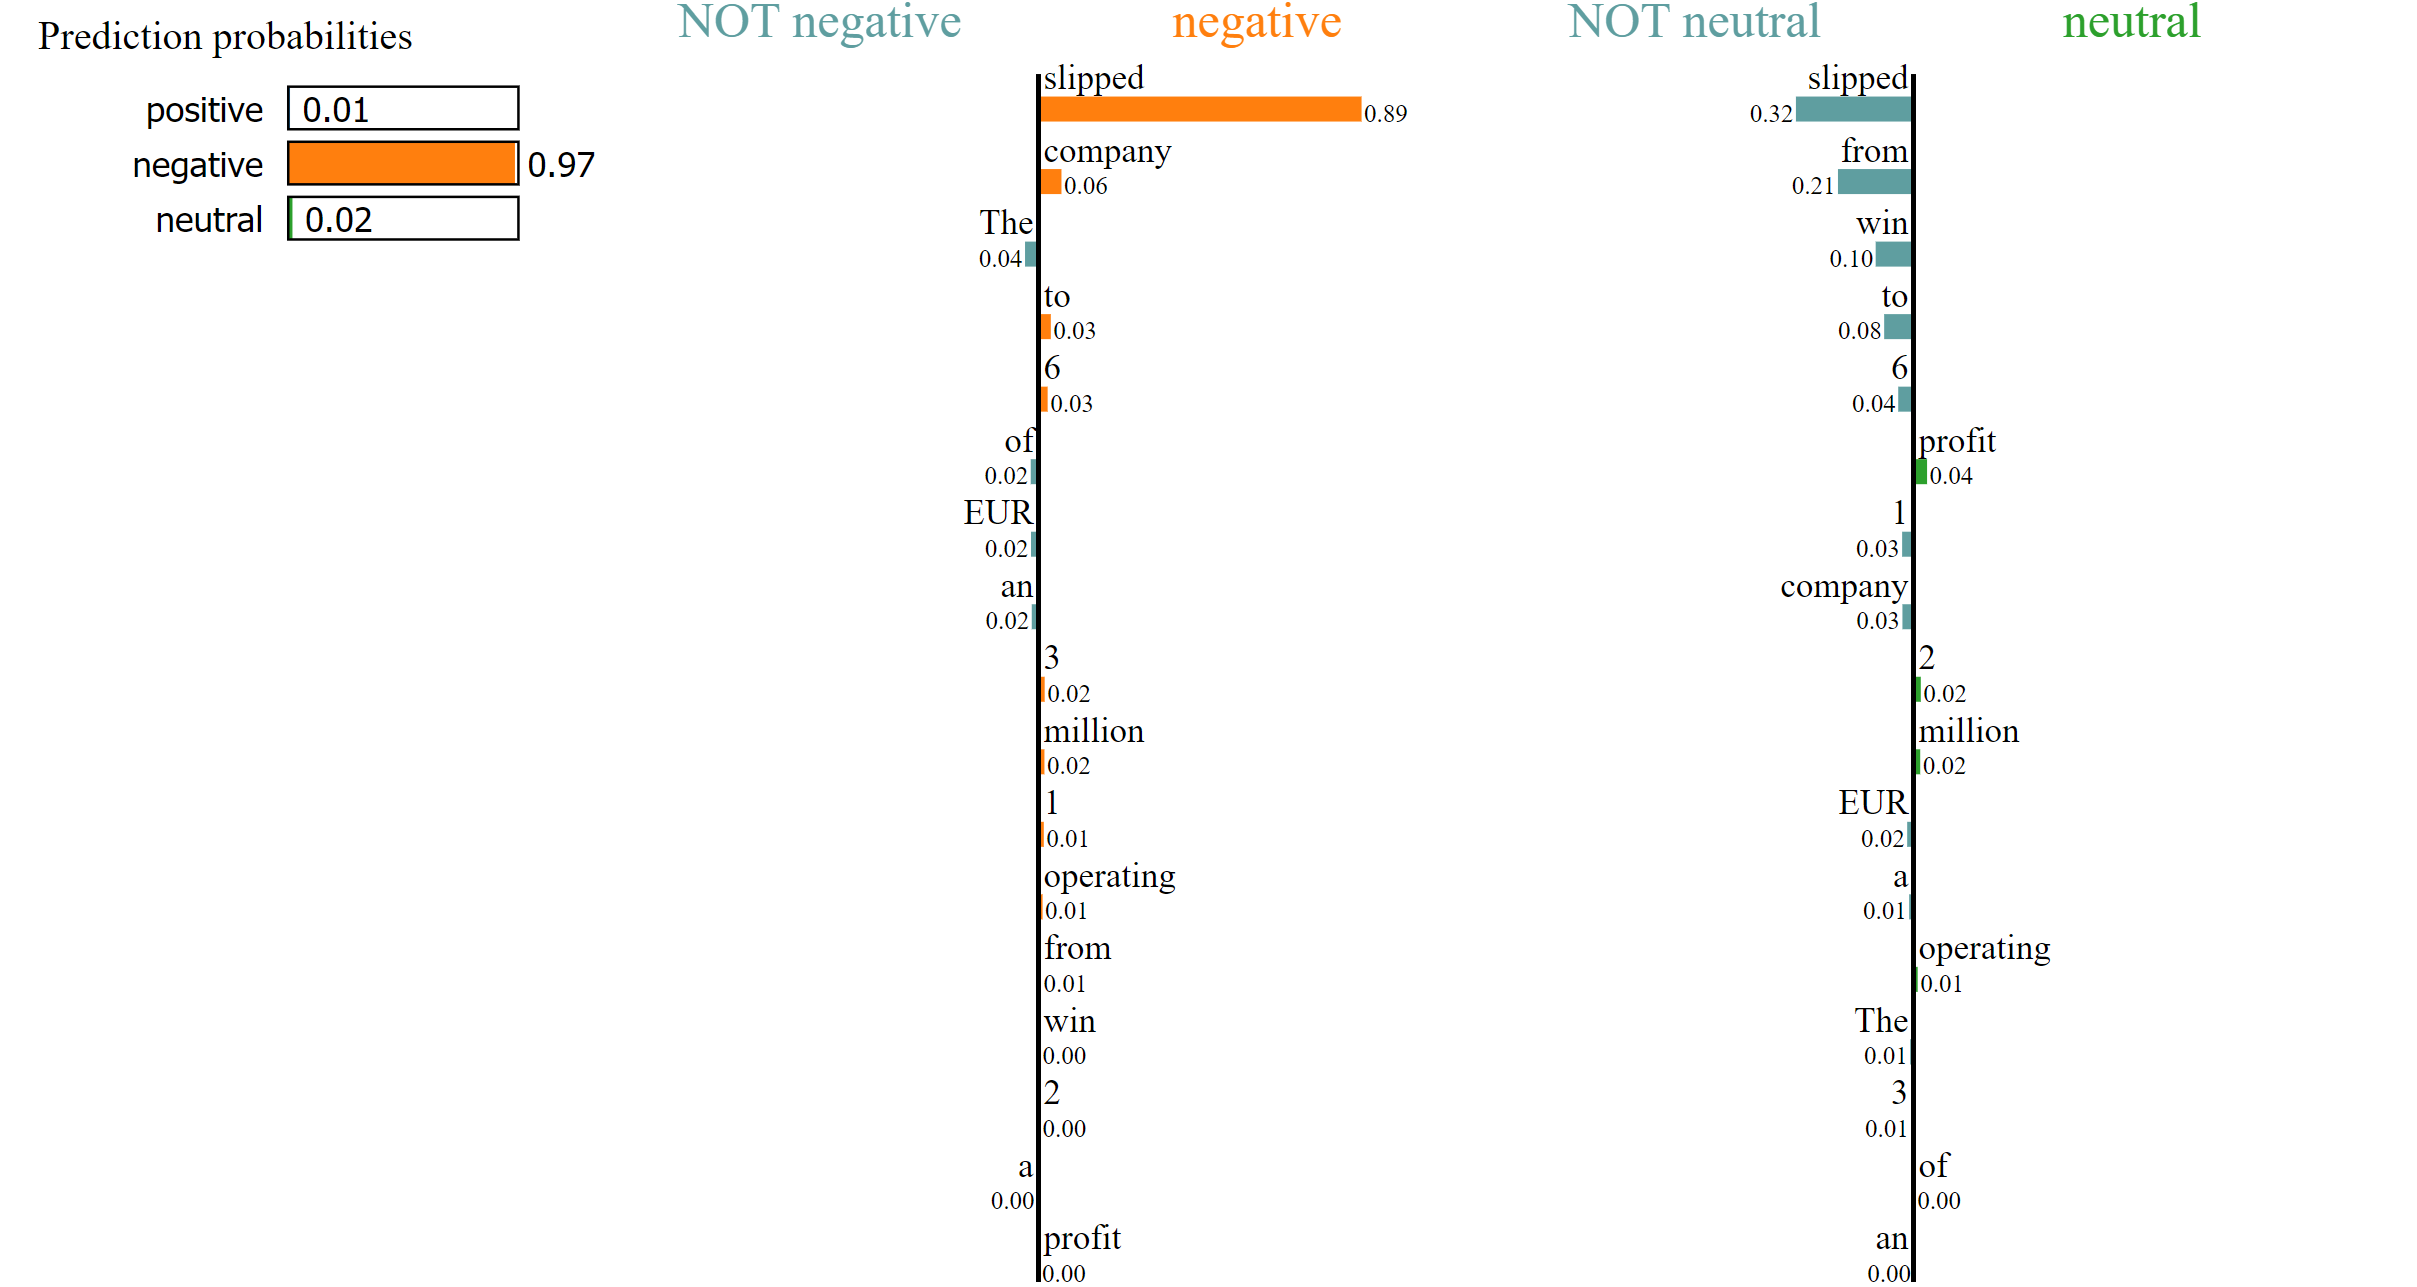 Prediction probabilities
positive 0.01
negative 0.97
neutral 0.02
NOT negative negative
slipped
0.89
company
0.06
The
0.04
to
0.03
6
0.03
of
0.02
EUR
0.02
an
0.02
3
0.02
million
0.02
1
0.01
operating
0.01
from
0.01
win
0.00
2
0.00
a
0.00
profit
0.00
NOT neutral neutral
slipped
0.32
from
0.21
win
0.10
to
0.08
6
0.04
profit
0.04
1
0.03
company
0.03
2
0.02
million
0.02
EUR
0.02
a
0.01
operating
0.01
The
0.01
3
0.01
of
0.00
an
0.00